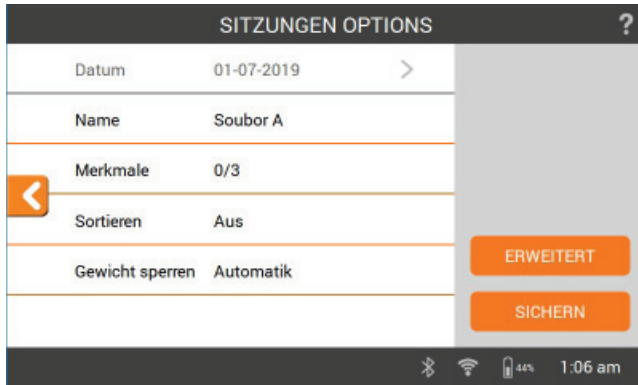 SITZUNGEN OPTIONS ?
Datum 01-07-2019
Name Soubor A
Merkmale 0/3
Sortieren Aus
Gewicht sperren Automatik
ERWEITERT
SICHERN
44% 1:06 am